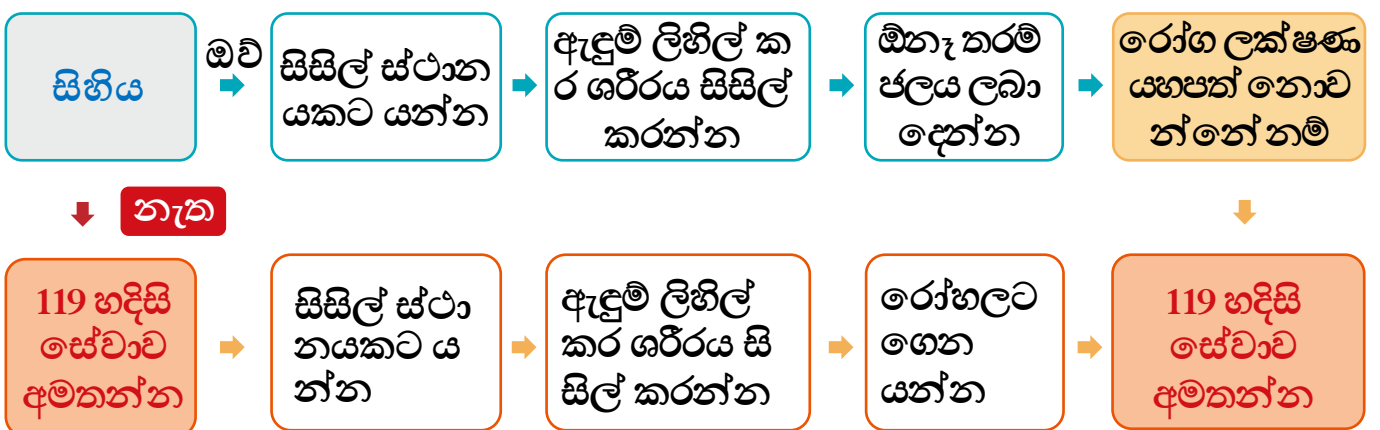 සිහිය
ඔව්
සිසිල් ස්ථාන
යකට යන්න
ඇඳුම් ලිහිල් ක
ර ශරීරය සිසිල්
කරන්න
ඕනෑ තරම්
ජලය ලබා
දෙන්න
රෝග ලක්ෂණ
යහපත් නොව
න්නේ නම්
නැත
119 හදිසි
සේවාව
අමතන්න
සිසිල් ස්ථා
නයකට ය
න්න
ඇඳුම් ලිහිල්
කර ශරීරය සි
සිල් කරන්න
රෝහලට
ගෙන
යන්න
119 හදිසි
සේවාව
අමතන්න